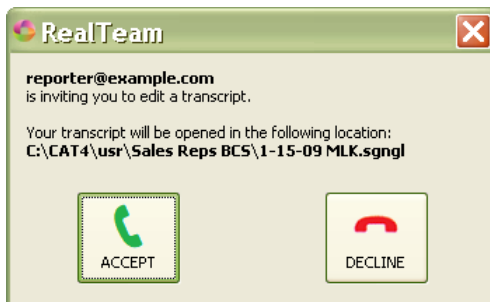 RealTeam
reporter@example.com
is inviting you to edit a transcript.
Your transcript will be opened in the following location:
C:\CAT4\usr\Sales Reps BCS\1-15-09 MLK.sgngl
ACCEPT
DECLINE